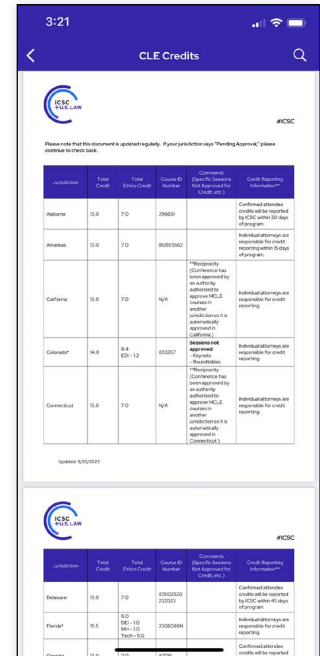 3:21
CLE Credits
ICSC
+U.S. LAW
#ICSC
Please note that this document is updated regularly. If your jurisdiction says "Pending Approval," please
continue to check back.
Jurisdiction
Total
Credit
Total
Ethics Credit
Course ID
Number
Comments
(Specific Sessions
Not Approved for
Credit, etc.)
Credit Reporting
Information**
Alabama
13.0
7.0
Confirmed attendee
credits will be reported
by ICSC within 30 days
of program
Arkansas
13.0
7.0
Individual attorneys are
responsible for credit
reporting within 15 days
of program
California
13.0
7.0
N/A
**Reciprocity
(Conference has
been approved by
an authority
authorized to
approve MCLE
courses in
another
jurisdiction so it is
automatically
approved in
California.)
Individual attorneys are
responsible for credit
reporting.
Colorado*
14.0
8.4
EDI – 1.2
833267
Sessions not
approved:
- Keynote
- Roundtables
Individual attorneys are
responsible for credit
reporting.
Connecticut
13.0
7.0
N/A
**Reciprocity
(Conference has
been approved by
an authority
authorized to
approve MCLE
courses in
another
jurisdiction so it is
automatically
approved in
Connecticut.)
Individual attorneys are
responsible for credit
reporting.
Updated 9/25/2023
ICSC
+U.S. LAW
#ICSC
Jurisdiction
Total
Credit
Total
Ethics Credit
Course ID
Number
Comments
(Specific Sessions
Not Approved for
Credit, etc.)
Credit Reporting
Information**
Delaware
13.0
7.0
Confirmed attendee
credits will be reported
by ICSC within 45 days
of program
Florida*
15.5
6.0
DEI – 1.0
MH – 1.0
Tech – 5.0
Individual attorneys are
responsible for credit
reporting.
Georgia
13.0
7.0
Confirmed attendee
credits will be reported